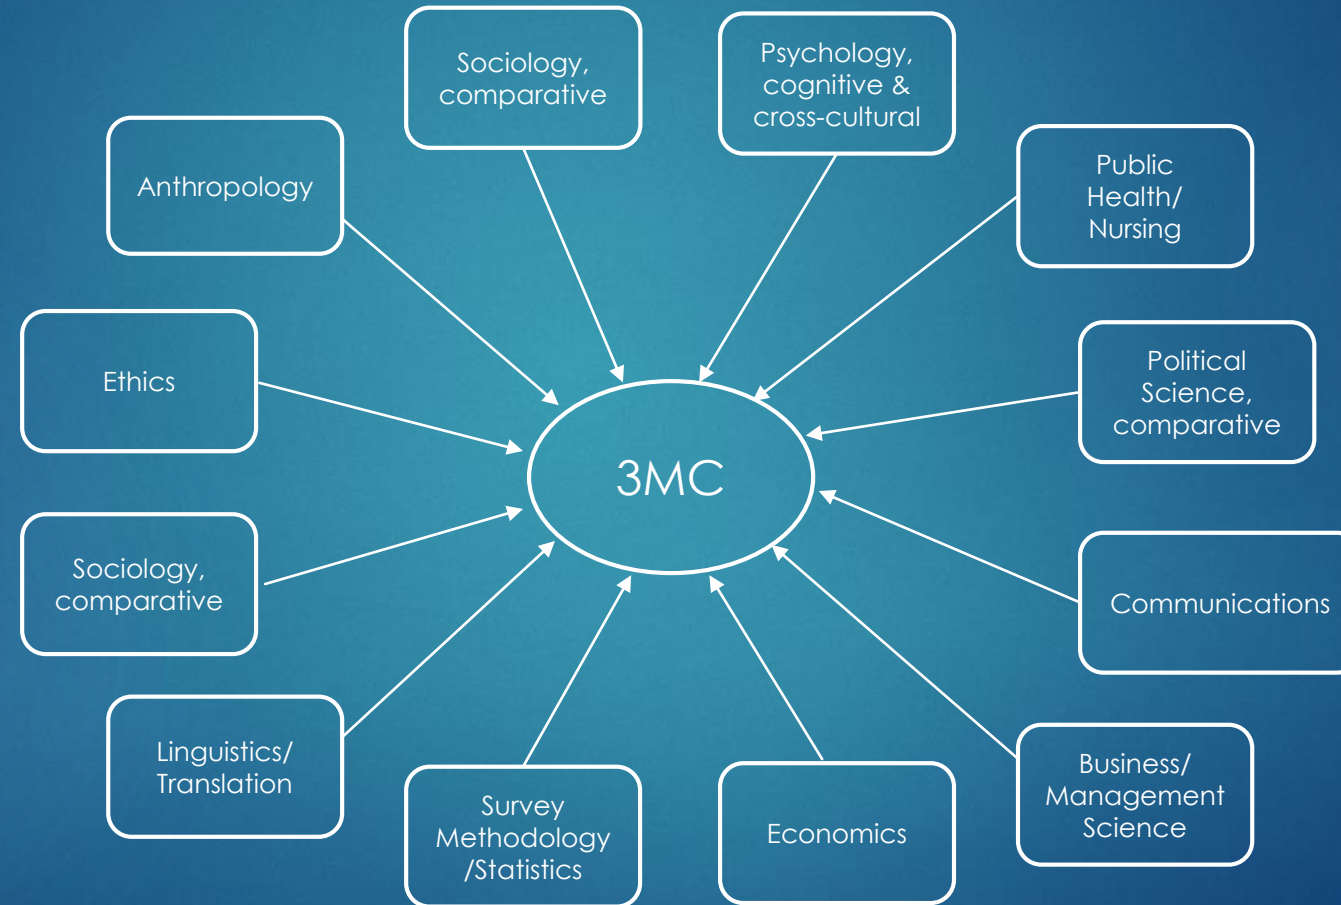 Sociology,
comparative
Psychology,
cognitive &
cross-cultural
Anthropology
Public
Health/
Nursing
Ethics
Political
Science,
comparative
3MC
Sociology,
comparative
Communications
Linguistics/
Translation
Survey
Methodology
/Statistics
Economics
Business/
Management
Science